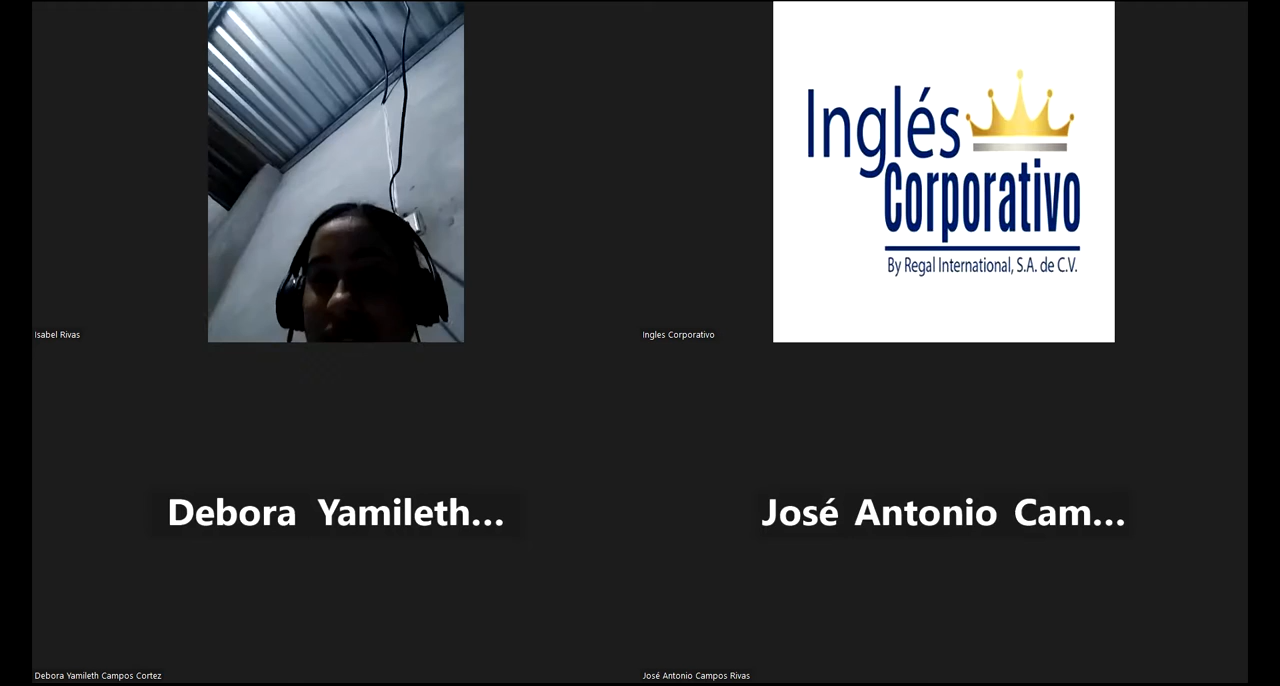 Inglés
Corporativo
By Regal International, S.A. de C.V.
Isabel Rivas
Ingles Corporativo
Debora Yamileth...
José Antonio Cam...
Debora Yamileth Campos Cortez
José Antonio Campos Rivas